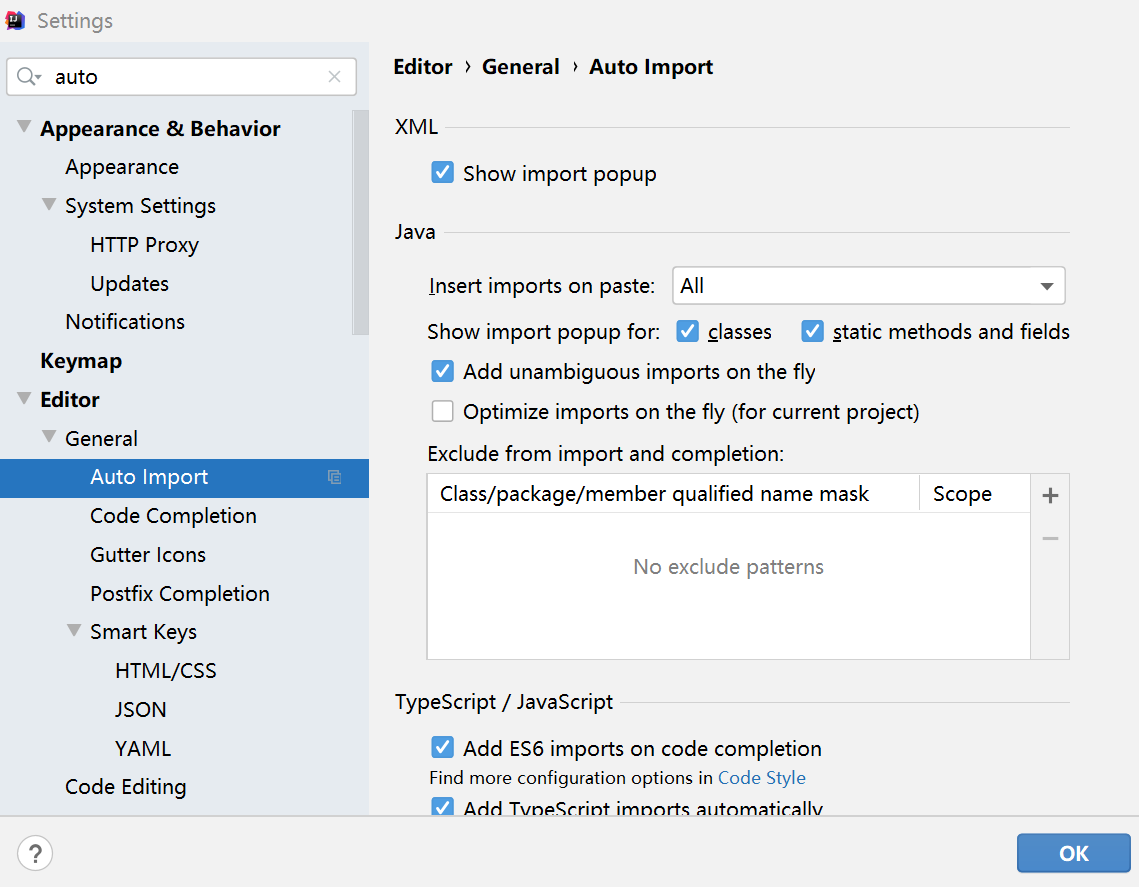 Settings
auto
Appearance & Behavior
Appearance
System Settings
HTTP Proxy
Updates
Notifications
Keymap
Editor
General
Auto Import
Code Completion
Gutter Icons
Postfix Completion
Smart Keys
HTML/CSS
JSON
YAML
Code Editing
Editor › General › Auto Import
XML
Show import popup
Java
Insert imports on paste: All
Show import popup for: classes static methods and fields
Add unambiguous imports on the fly
Optimize imports on the fly (for current project)
Exclude from import and completion:
Class/package/member qualified name mask Scope
No exclude patterns
TypeScript / JavaScript
Add ES6 imports on code completion
Find more configuration options in Code Style
Add TypeScript imports automatically
?
OK